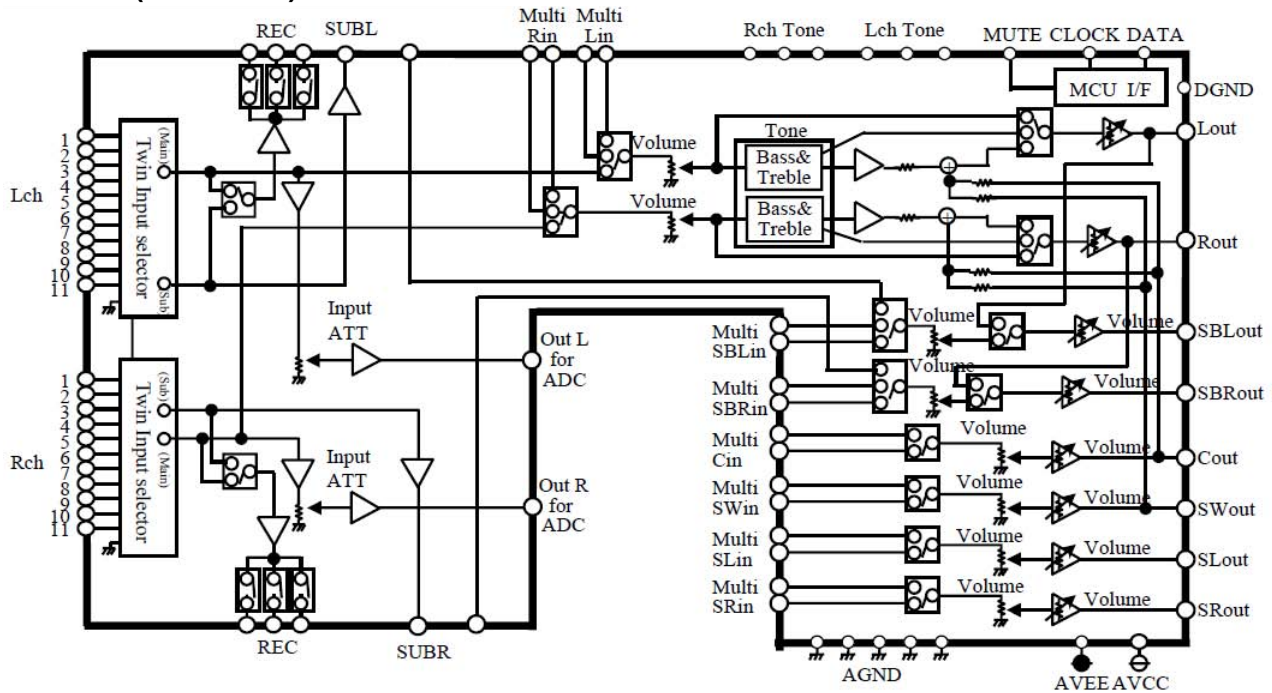 REC
SUBL
Multi
Rin
Multi
Lin
Rch Tone
Lch Tone
MUTE
CLOCK
DATA
MCU I/F
DGND
Lch
1
2
3
4
5
6
7
8
9
10
11
(Main)
Twin Input selector
(Sub)
Volume
Volume
Tone
Bass&
Treble
Bass&
Treble
Lout
Rout
Input
ATT
Out L
for
ADC
Multi
SBLin
Volume
Volume
SBLout
Multi
SBRin
Volume
Volume
SBRout
Rch
1
2
3
4
5
6
7
8
9
10
11
(Sub)
Twin Input selector
(Main)
Input
ATT
Out R
for
ADC
Multi
Cin
Volume
Volume
Cout
Multi
SWin
Volume
Volume
SWout
Multi
SLin
Volume
Volume
SLout
Multi
SRin
Volume
Volume
SRout
REC
SUBR
AGND
AVEE
AVCC